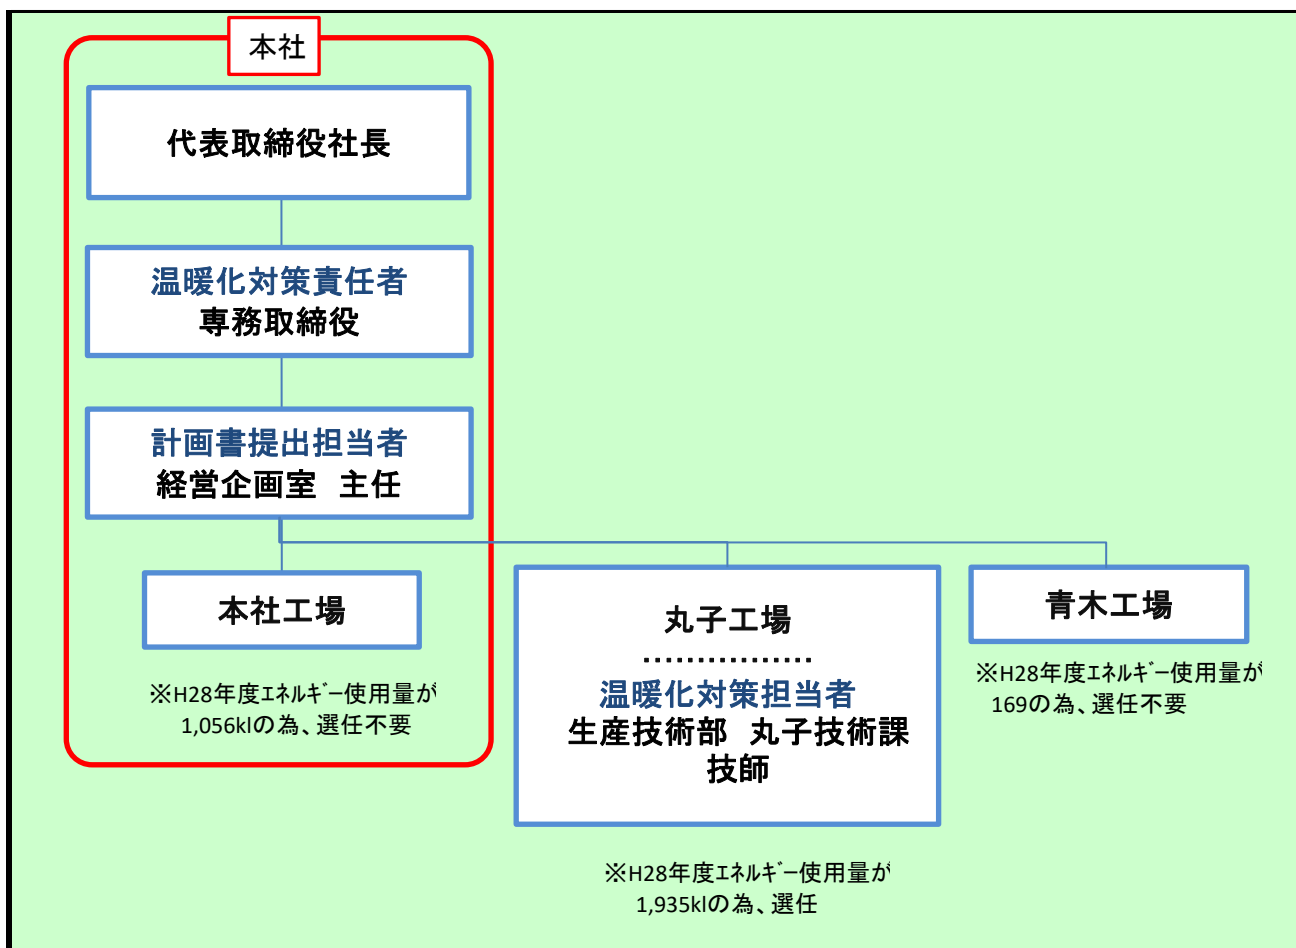 本社
代表取締役社長
温暖化対策責任者
専務取締役
計画書提出担当者
経営企画室　主任
本社工場
※H28年度ｴﾈﾙｷﾞｰ使用量が
1,056klの為、選任不要
丸子工場
……………
温暖化対策担当者
生産技術部　丸子技術課
技師
※H28年度ｴﾈﾙｷﾞｰ使用量が
1,935klの為、選任
青木工場
※H28年度ｴﾈﾙｷﾞｰ使用量が
169の為、選任不要